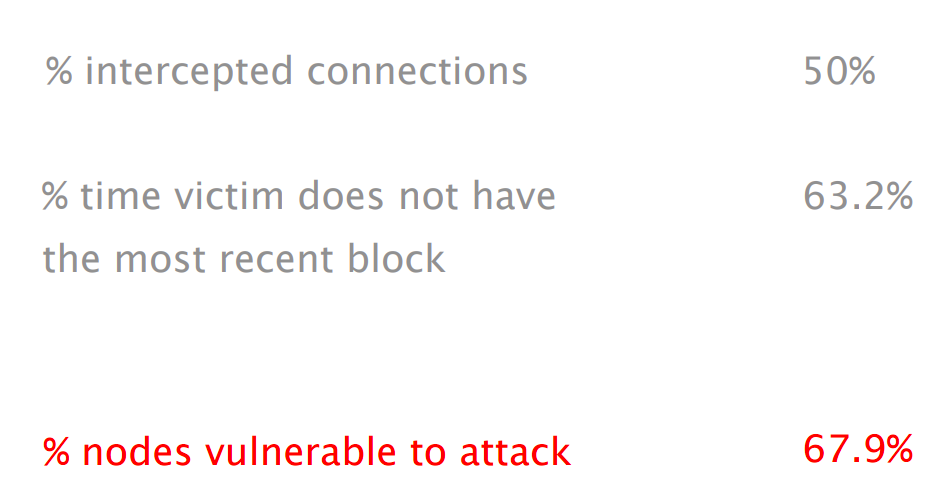 % intercepted connections 50%
% time victim does not have 63.2%
the most recent block
% nodes vulnerable to attack 67.9%